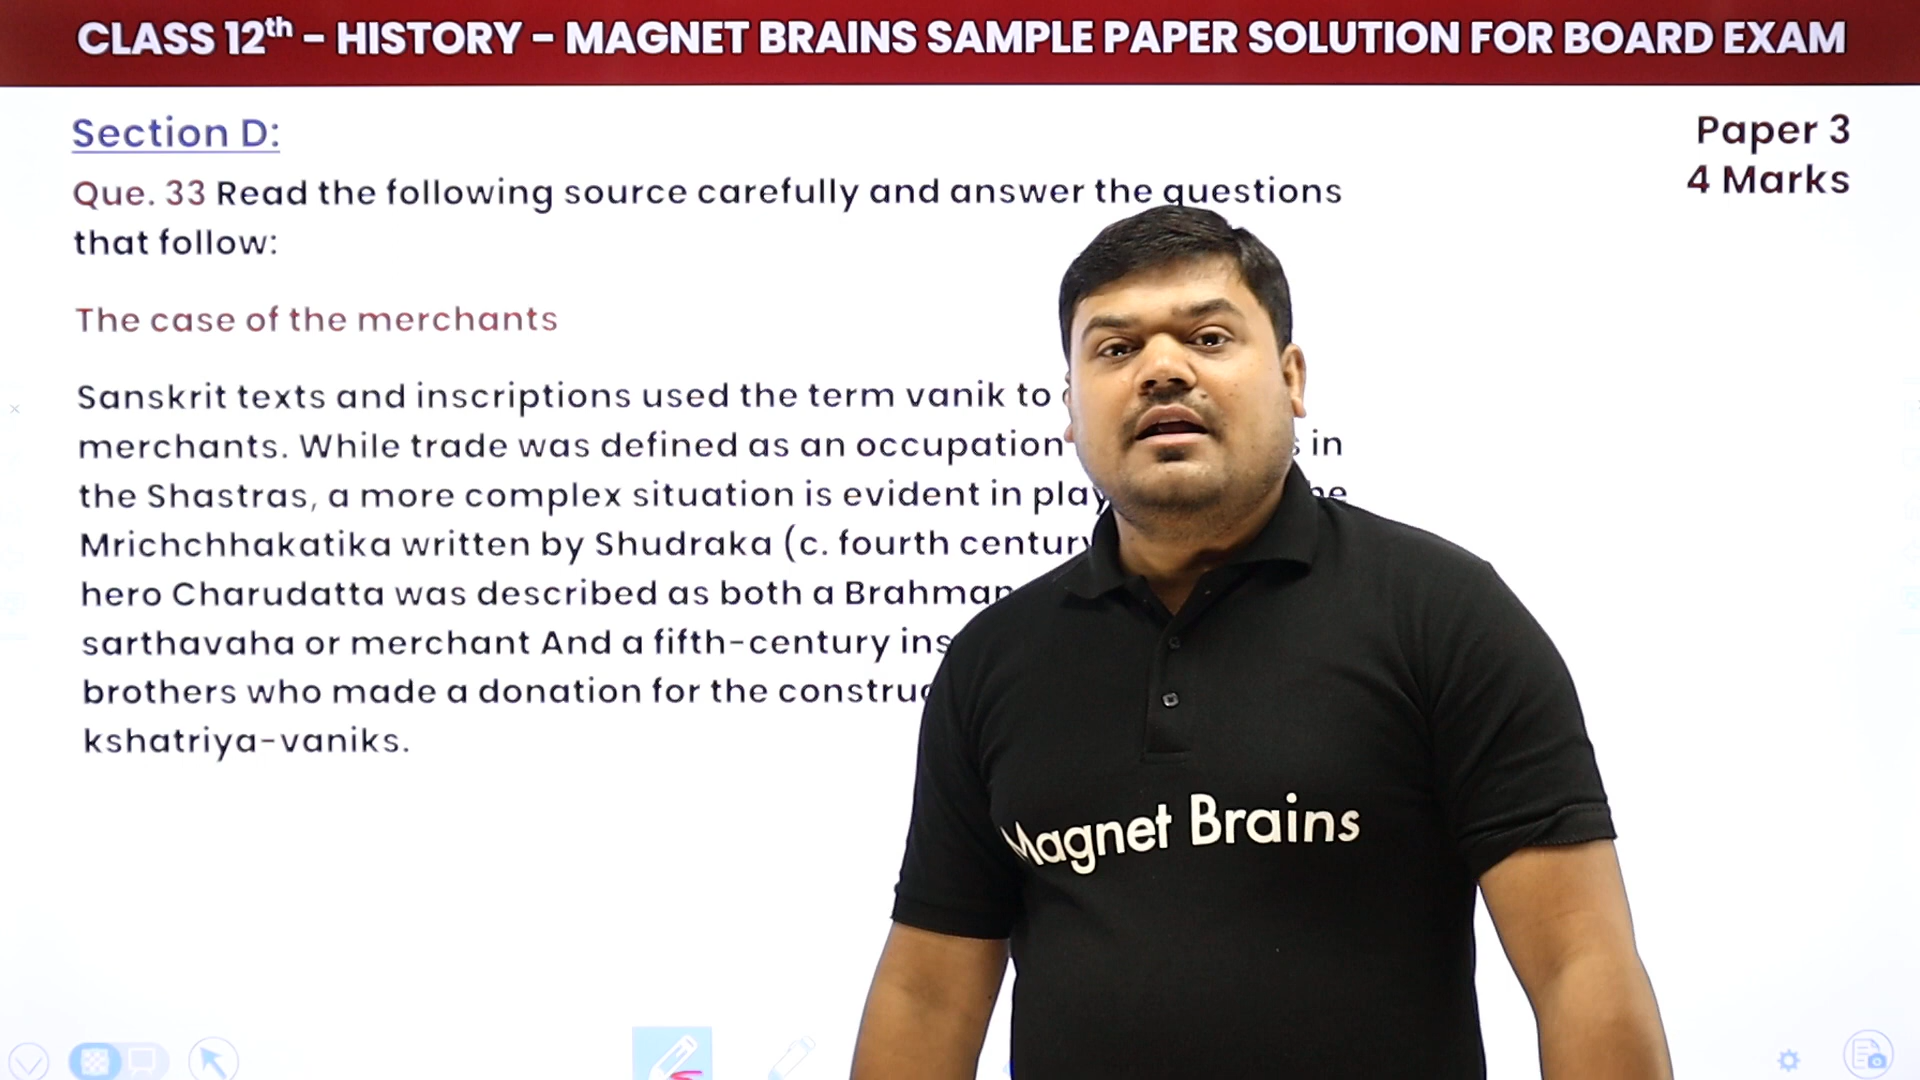 CLASS 12th - HISTORY - MAGNET BRAINS SAMPLE PAPER SOLUTION FOR BOARD EXAM
Section D:
Paper 3
4 Marks
Que. 33 Read the following source carefully and answer the questions
that follow:
The case of the merchants
Sanskrit texts and inscriptions used the term vanik to
merchants. While trade was defined as an occupation in
the Shastras, a more complex situation is evident in
Mrichchhakatika written by Shudraka (c. fourth century
hero Charudatta was described as both a
sarthavaha or merchant And a fifth-century
brothers who made a donation for the
kshatriya-vaniks.
Magnet Brains